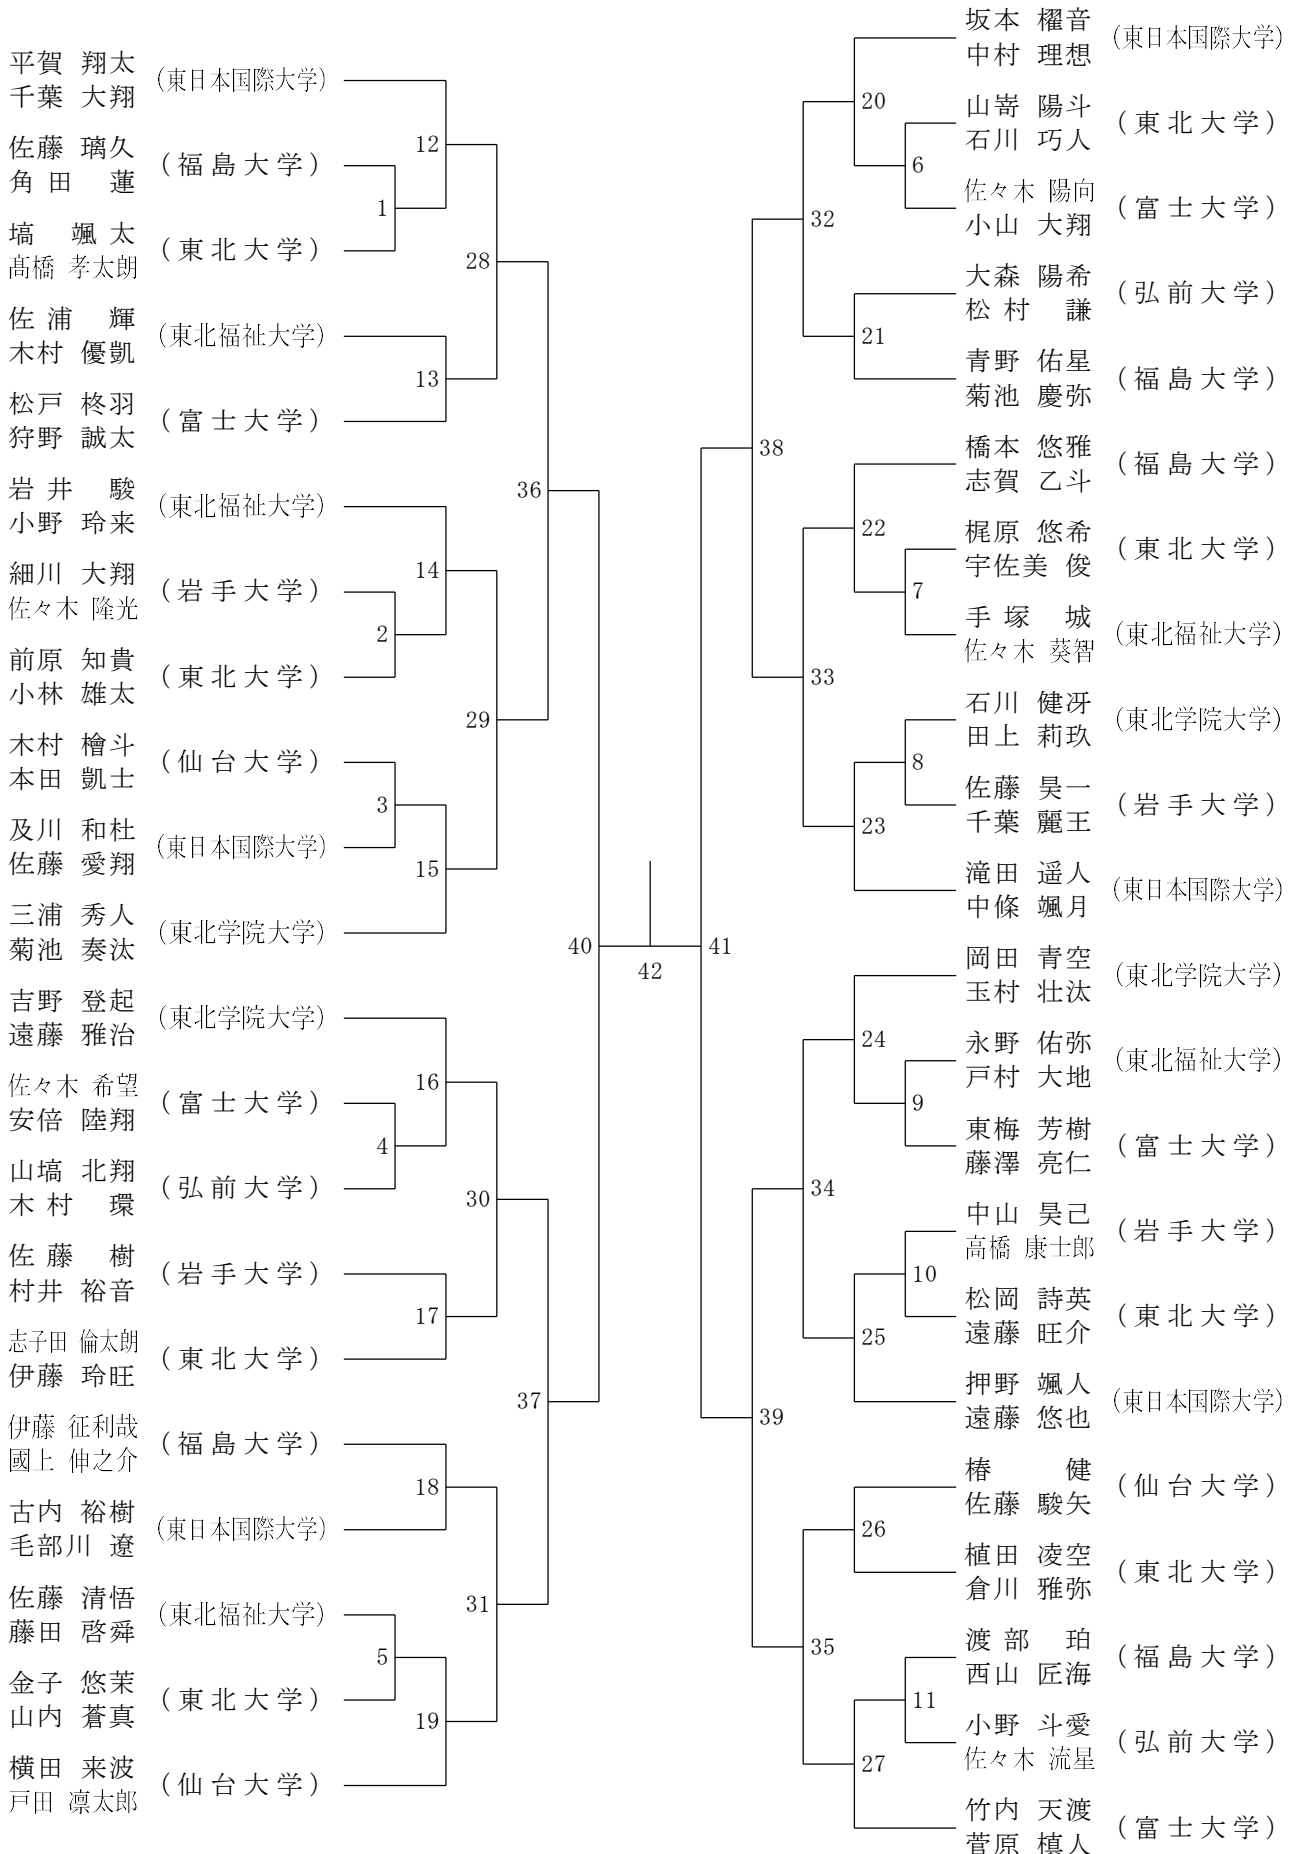 平賀 翔太
千葉 大翔
(東日本国際大学)
佐藤 璃久
角田 蓮
(福島大学)
塙 颯太
髙橋 孝太朗
(東北大学)
佐浦 輝
木村 優凱
(東北福祉大学)
松戸 柊羽
狩野 誠太
(富士大学)
岩井 駿
小野 玲来
(東北福祉大学)
細川 大翔
佐々木 隆光
(岩手大学)
前原 知貴
小林 雄太
(東北大学)
木村 檜斗
本田 凱士
(仙台大学)
及川 和杜
佐藤 愛翔
(東日本国際大学)
三浦 秀人
菊池 奏汰
(東北学院大学)
吉野 登起
遠藤 雅治
(東北学院大学)
佐々木 希望
安倍 陸翔
(富士大学)
山塙 北翔
木村 環
(弘前大学)
佐藤 樹
村井 裕音
(岩手大学)
志子田 倫太朗
伊藤 玲旺
(東北大学)
伊藤 征利哉
國上 伸之介
(福島大学)
古内 裕樹
毛部川 遼
(東日本国際大学)
佐藤 清悟
藤田 啓舜
(東北福祉大学)
金子 悠茉
山内 蒼真
(東北大学)
横田 来波
戸田 凛太郎
(仙台大学)
1
2
3
4
5
12
13
14
15
16
17
18
19
28
29
30
31
36
37
40
42
41
38
39
32
33
34
35
20
21
22
23
24
25
26
27
6
7
8
9
10
11
坂本 櫂音
中村 理想
(東日本国際大学)
山嵜 陽斗
石川 巧人
(東北大学)
佐々木 陽向
小山 大翔
(富士大学)
大森 陽希
松村 謙
(弘前大学)
青野 佑星
菊池 慶弥
(福島大学)
橋本 悠雅
志賀 乙斗
(福島大学)
梶原 悠希
宇佐美 俊
(東北大学)
手塚 城
佐々木 葵智
(東北福祉大学)
石川 健冴
田上 莉玖
(東北学院大学)
佐藤 昊一
千葉 麗王
(岩手大学)
滝田 遥人
中條 颯月
(東日本国際大学)
岡田 青空
玉村 壮汰
(東北学院大学)
永野 佑弥
戸村 大地
(東北福祉大学)
東梅 芳樹
藤澤 亮仁
(富士大学)
中山 昊己
高橋 康士郎
(岩手大学)
松岡 詩英
遠藤 旺介
(東北大学)
押野 颯人
遠藤 悠也
(東日本国際大学)
椿 健
佐藤 駿矢
(仙台大学)
植田 凌空
倉川 雅弥
(東北大学)
渡部 珀
西山 匠海
(福島大学)
小野 斗愛
佐々木 流星
(弘前大学)
竹内 天渡
菅原 槙人
(富士大学)